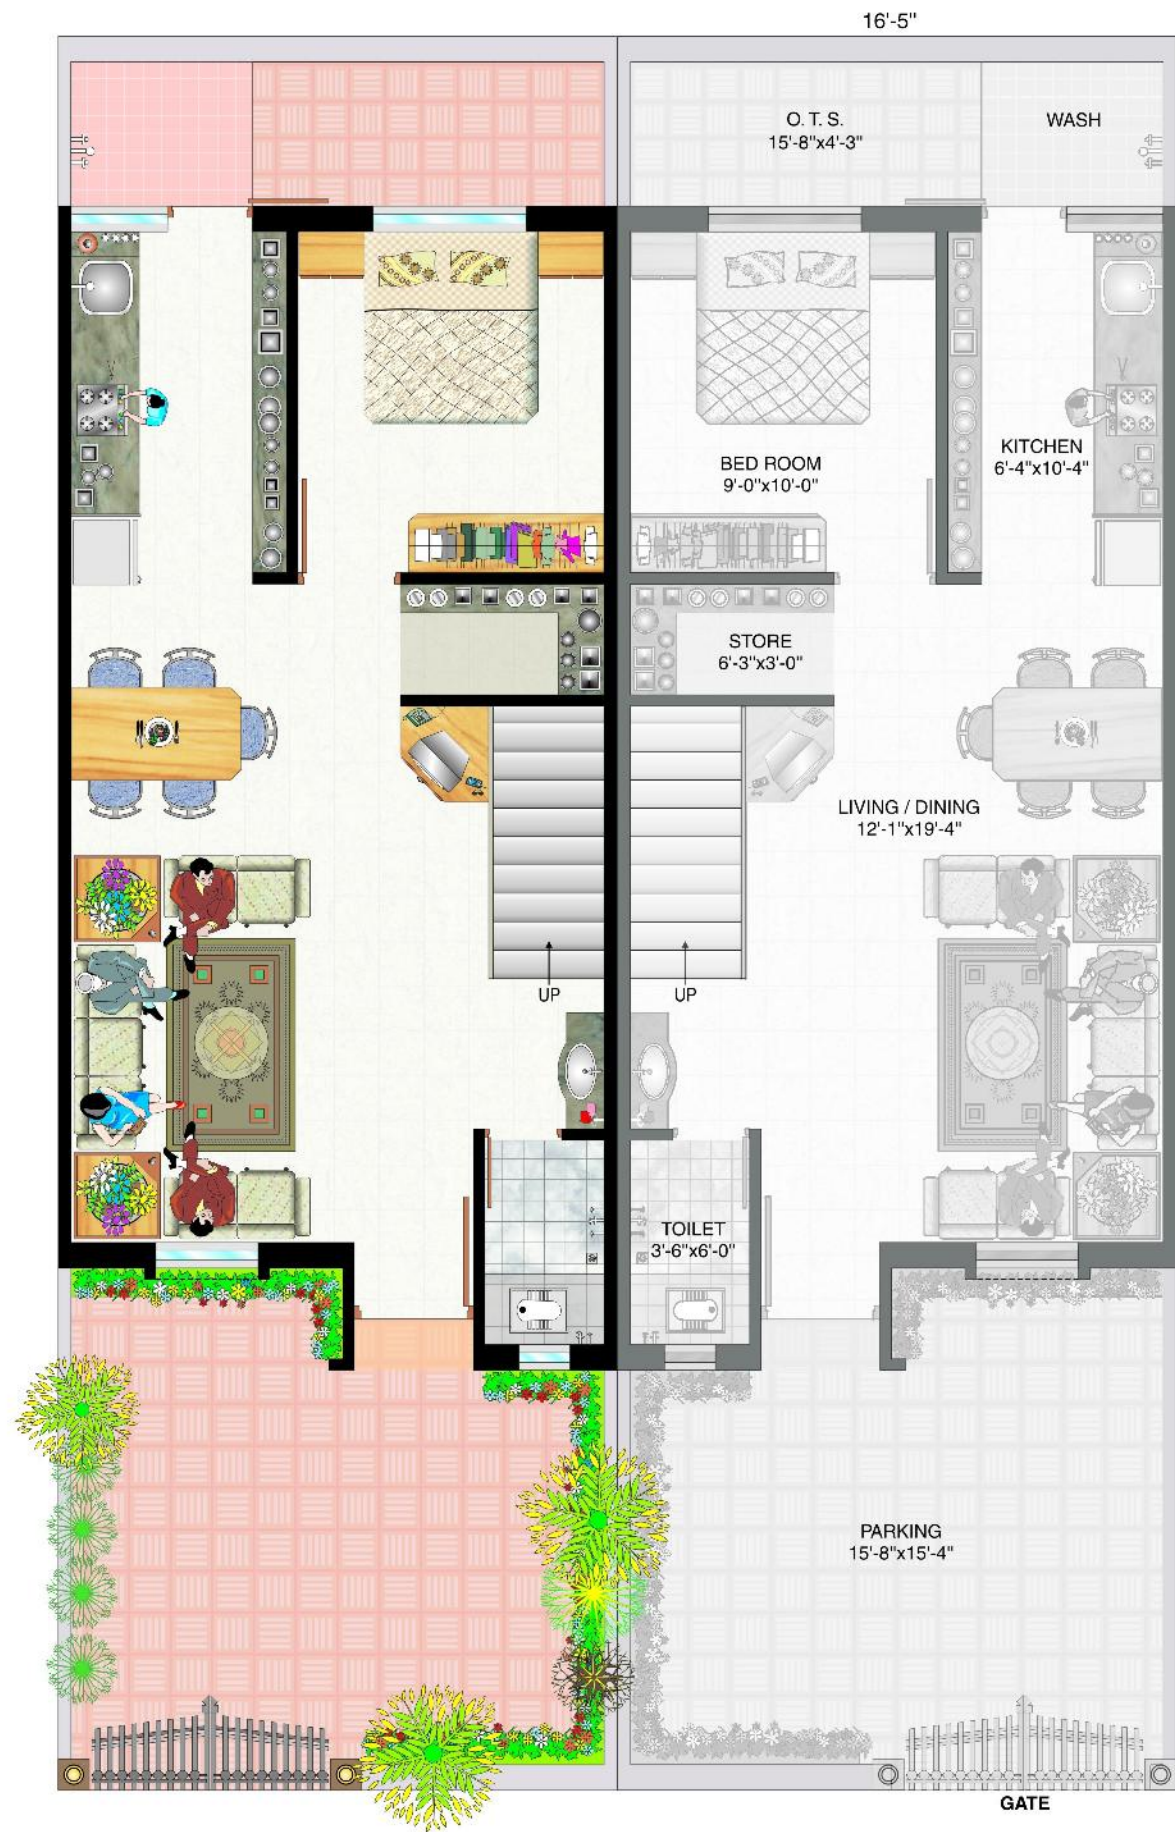 16'-5"
O. T. S.
15'-8"x4'-3"
WASH
BED ROOM
9'-0"x10'-0"
KITCHEN
6'-4"x10'-4"
STORE
6'-3"x3'-0"
LIVING / DINING
12'-1"x19'-4"
UP
UP
TOILET
3'-6"x6'-0"
PARKING
15'-8"x15'-4"
GATE